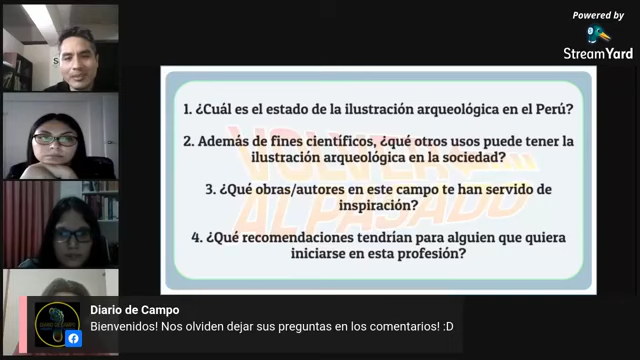 Powered by
StreamYard
1. ¿Cuál es el estado de la ilustración arqueológica en el Perú?
2. Además de fines científicos, ¿qué otros usos puede tener la
ilustración arqueológica en la sociedad?
3. ¿Qué obras/autores en este campo te han servido de
inspiración?
4. ¿Qué recomendaciones tendrían para alguien que quiera
iniciarse en esta profesión?
VOLVER
AL PASADO
Diario de Campo
Bienvenidos! Nos olviden dejar sus preguntas en los comentarios! :D